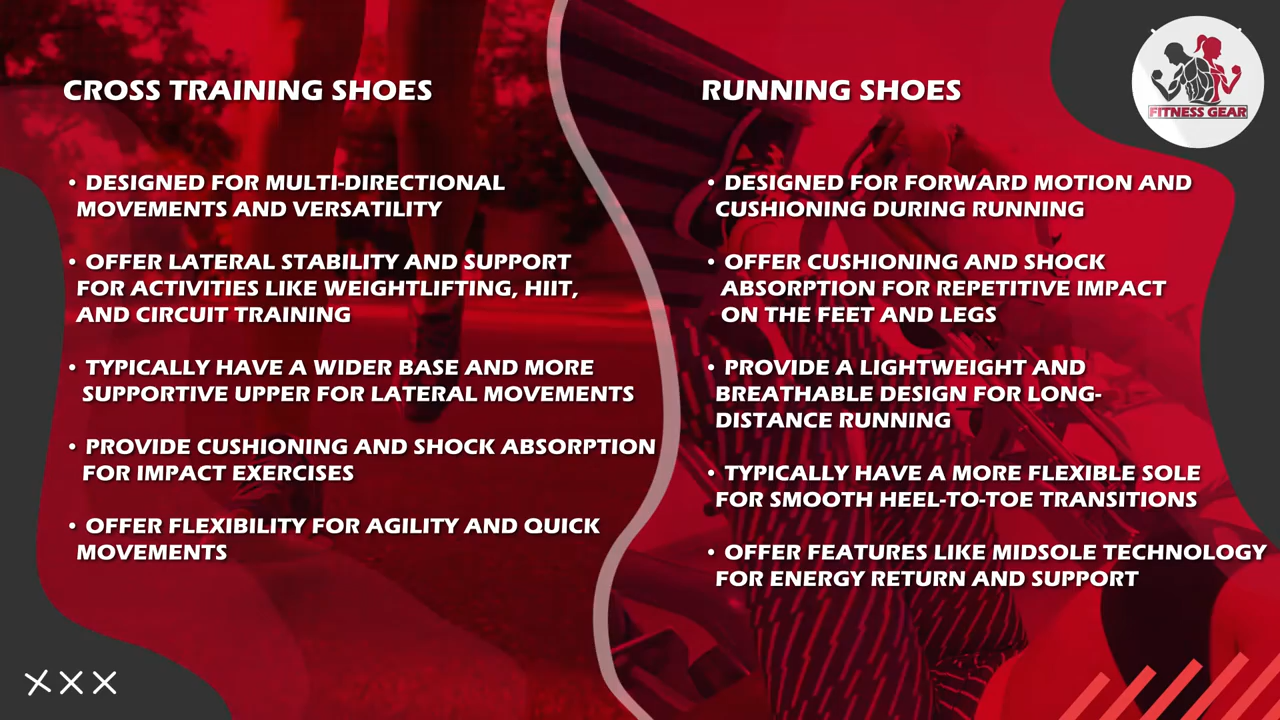 CROSS TRAINING SHOES
• DESIGNED FOR MULTI-DIRECTIONAL
MOVEMENTS AND VERSATILITY
• OFFER LATERAL STABILITY AND SUPPORT
FOR ACTIVITIES LIKE WEIGHTLIFTING, HIIT,
AND CIRCUIT TRAINING
• TYPICALLY HAVE A WIDER BASE AND MORE
SUPPORTIVE UPPER FOR LATERAL MOVEMENTS
• PROVIDE CUSHIONING AND SHOCK ABSORPTION
FOR IMPACT EXERCISES
• OFFER FLEXIBILITY FOR AGILITY AND QUICK
MOVEMENTS
RUNNING SHOES
• DESIGNED FOR FORWARD MOTION AND
CUSHIONING DURING RUNNING
• OFFER CUSHIONING AND SHOCK
ABSORPTION FOR REPETITIVE IMPACT
ON THE FEET AND LEGS
• PROVIDE A LIGHTWEIGHT AND
BREATHABLE DESIGN FOR LONG-
DISTANCE RUNNING
• TYPICALLY HAVE A MORE FLEXIBLE SOLE
FOR SMOOTH HEEL-TO-TOE TRANSITIONS
• OFFER FEATURES LIKE MIDSOLE TECHNOLOGY
FOR ENERGY RETURN AND SUPPORT
FITNESS GEAR